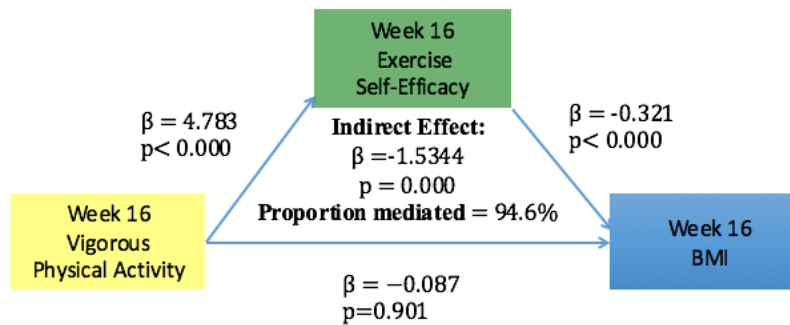 Week 16
Exercise
Self-Efficacy
β = 4.783
p< 0.000
β = -0.321
p< 0.000
Indirect Effect:
β =-1.5344
p = 0.000
Proportion mediated = 94.6%
Week 16
Vigorous
Physical Activity
Week 16
BMI
β = −0.087
p=0.901